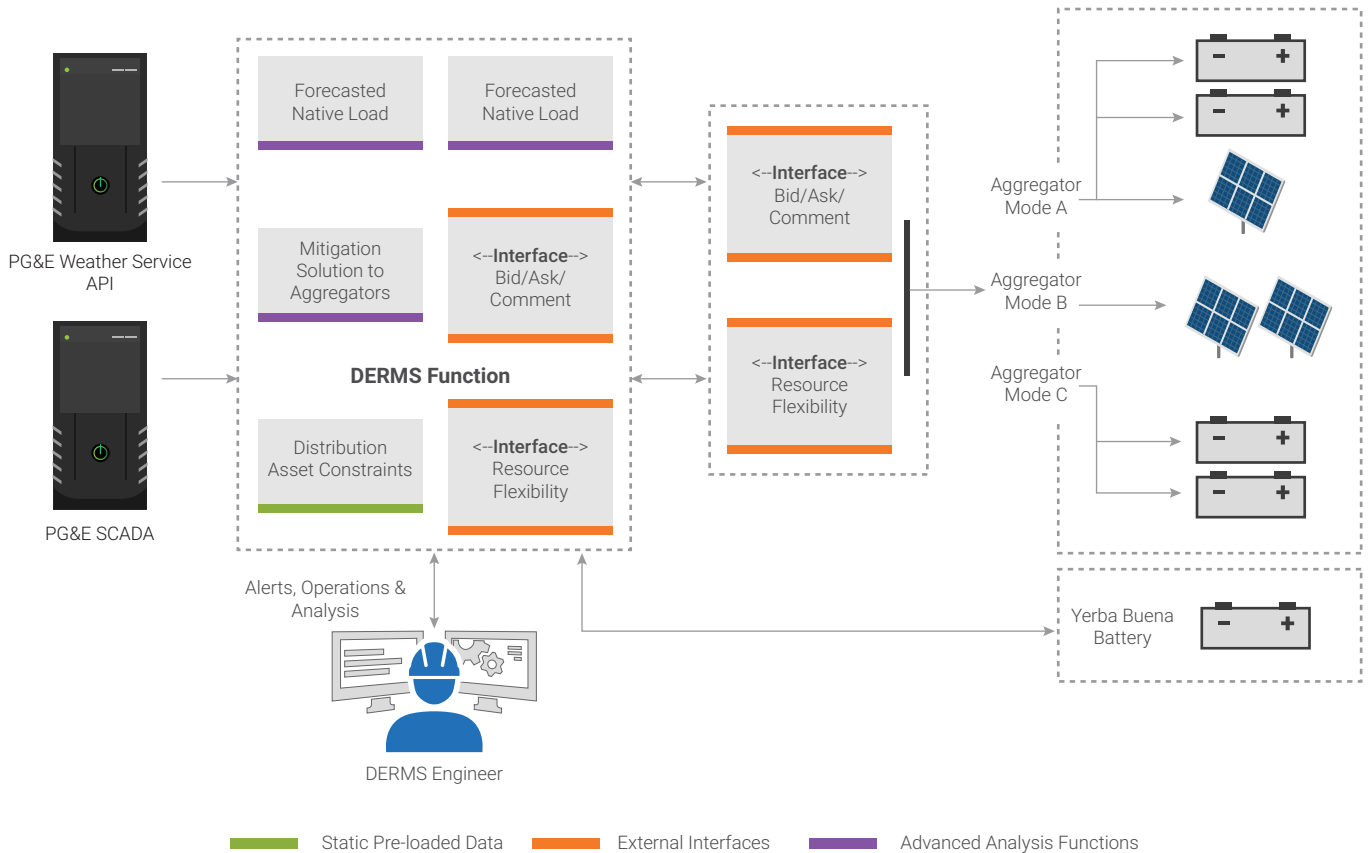 PG&E Weather Service
API
PG&E SCADA
Forecasted
Native Load
Forecasted
Native Load
Mitigation
Solution to
Aggregators
<--Interface-->
Bid/Ask/
Comment
DERMS Function
Distribution
Asset Constraints
<--Interface-->
Resource
Flexibility
<--Interface-->
Bid/Ask/
Comment
<--Interface-->
Resource
Flexibility
Aggregator
Mode A
Aggregator
Mode B
Aggregator
Mode C
Yerba Buena
Battery
Alerts, Operations &
Analysis
DERMS Engineer
Static Pre-loaded Data
External Interfaces
Advanced Analysis Functions